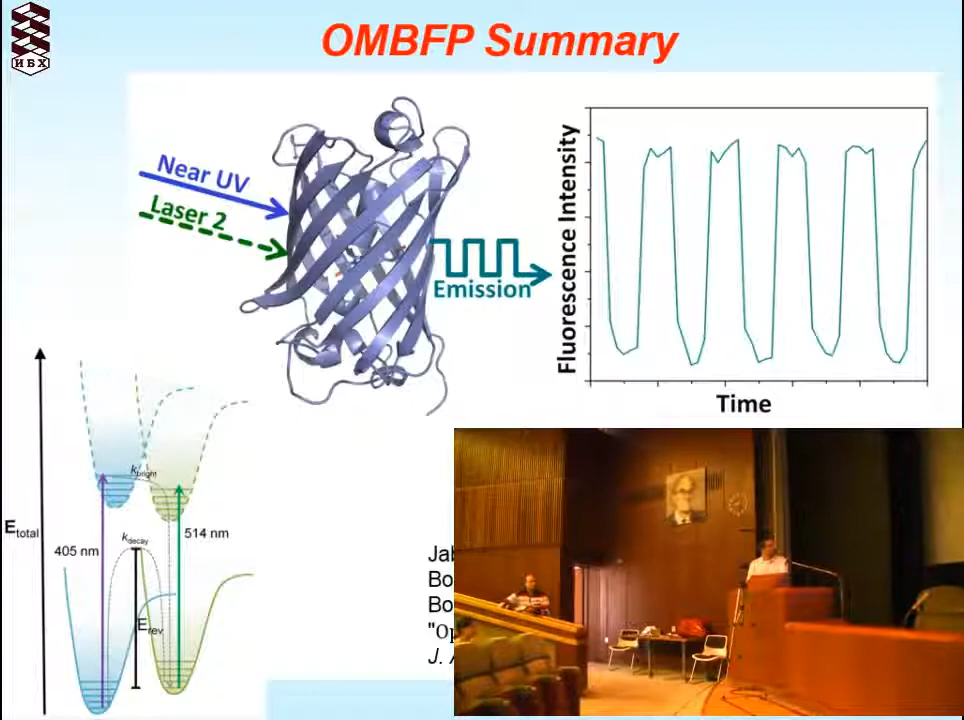 ИБХ
OMBFP Summary
Near UV
Laser 2
Emission
Fluorescence Intensity
Time
E total
k bright
k decay
405 nm
514 nm
E rev
Jab
Bo
Bo
"Op
J.